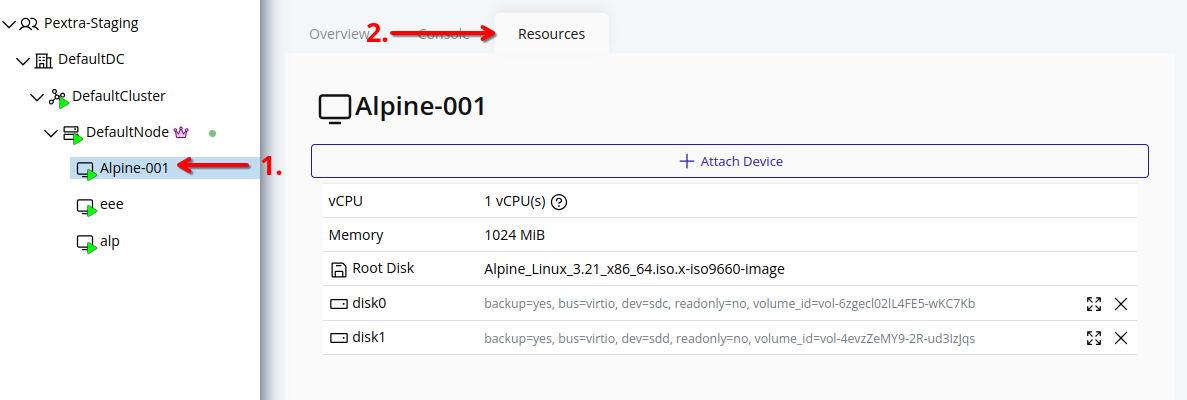 Pextra-Staging
DefaultDC
DefaultCluster
DefaultNode
Alpine-001
1.
eee
alp
Overview
2.
Console
Resources
Alpine-001
Attach Device
vCPU 1 vCPU(s)
Memory 1024 MiB
Root Disk Alpine_Linux_3.21_x86_64.iso.x-iso9660-image
disk0 backup=yes, bus=virtio, dev=sdc, readonly=no, volume_id=vol-6zgecl02lL4FE5-wKC7Kb
disk1 backup=yes, bus=virtio, dev=sdd, readonly=no, volume_id=vol-4evzZeMY9-2R-ud3IzJqs